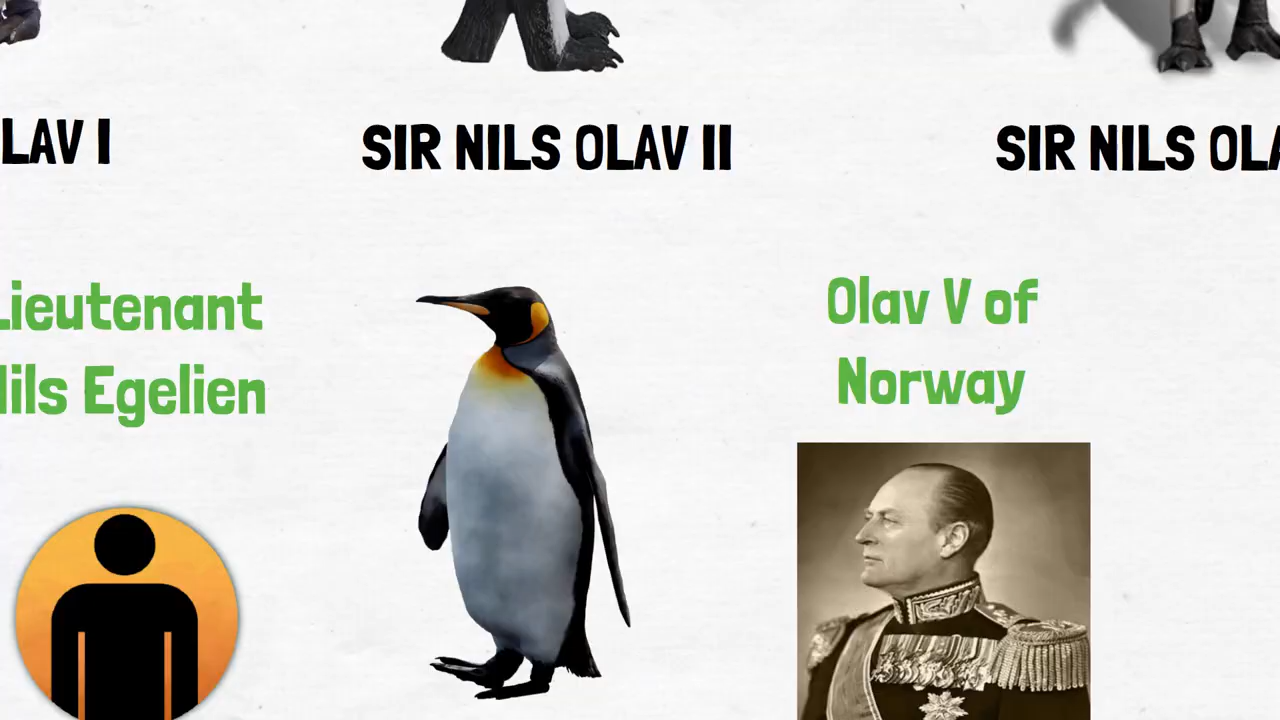 LAV I
SIR NILS OLAV II
SIR NILS OLA
Lieutenant
Nils Egelien
Olav V of
Norway